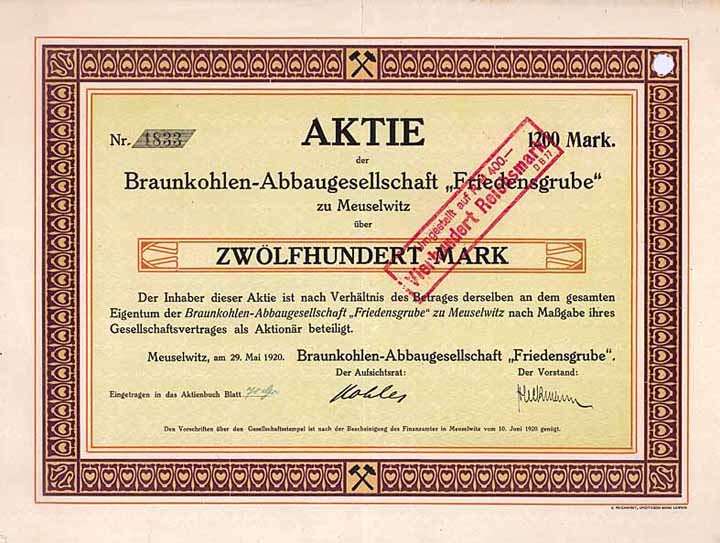 Nr. 1833
AKTIE
1200 Mark.
der
Braunkohlen-Abbaugesellschaft „Friedensgrube“
zu Meuselwitz
über
ZWÖLFHUNDERT MARK
Umgestellt auf RM 400.—
Vierhundert Reichsmark
D B 77
Der Inhaber dieser Aktie ist nach Verhältnis des Betrages derselben an dem gesamten
Eigentum der Braunkohlen-Abbaugesellschaft „Friedensgrube“ zu Meuselwitz nach Maßgabe ihres
Gesellschaftsvertrages als Aktionär beteiligt.
Meuselwitz, am 29. Mai 1920. Braunkohlen-Abbaugesellschaft „Friedensgrube“.
Der Aufsichtsrat: Der Vorstand:
Eingetragen in das Aktienbuch Blatt
Kohles
Heckmann
Den Vorschriften über den Gesellschaftsstempel ist nach der Bescheinigung des Finanzamtes in Meuselwitz vom 10. Juni 1920 genügt.